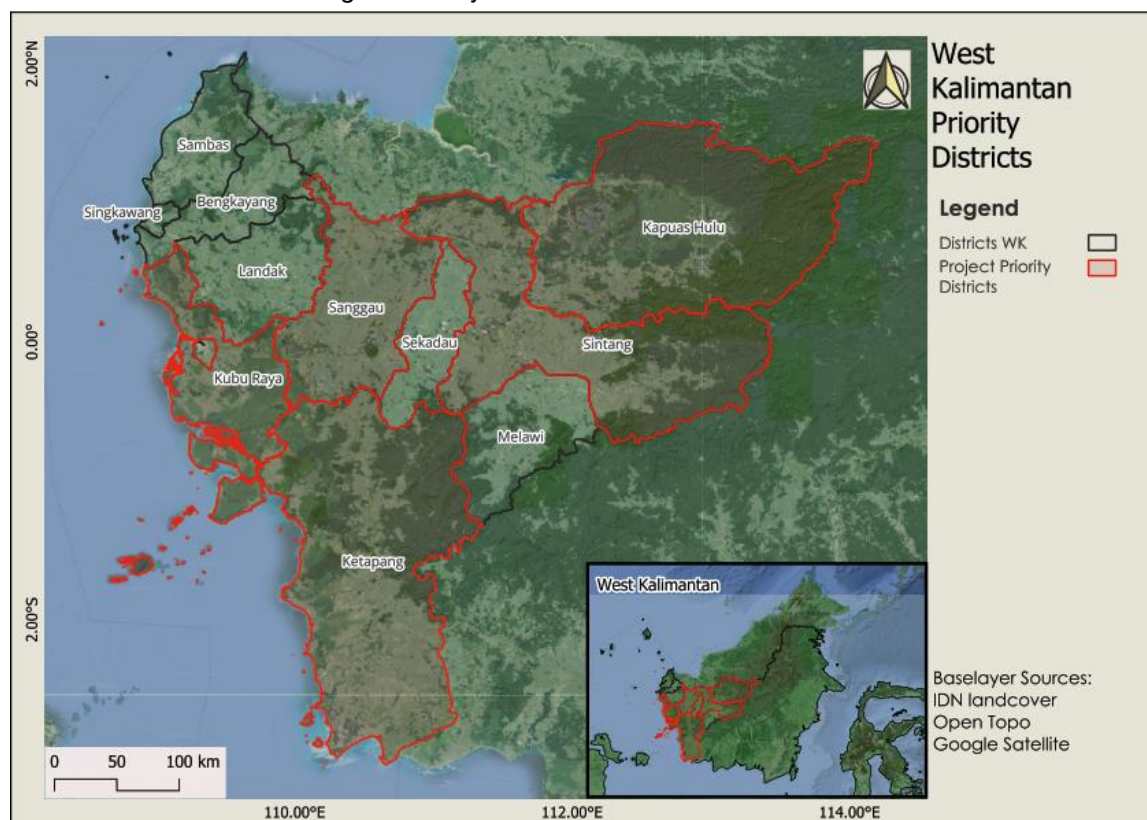 2.00°N
0.00°
2.00°S
Sambas
Bengkayang
Singkawang
Landak
Kapuas Hulu
Sanggau
Sekadau
Sintang
Kubu Raya
Melawi
Ketapang
0 50 100 km
110.00°E 112.00°E 114.00°E
West Kalimantan
West
Kalimantan
Priority
Districts
Legend
Districts WK
Project Priority
Districts
Baselayer Sources:
IDN landcover
Open Topo
Google Satellite